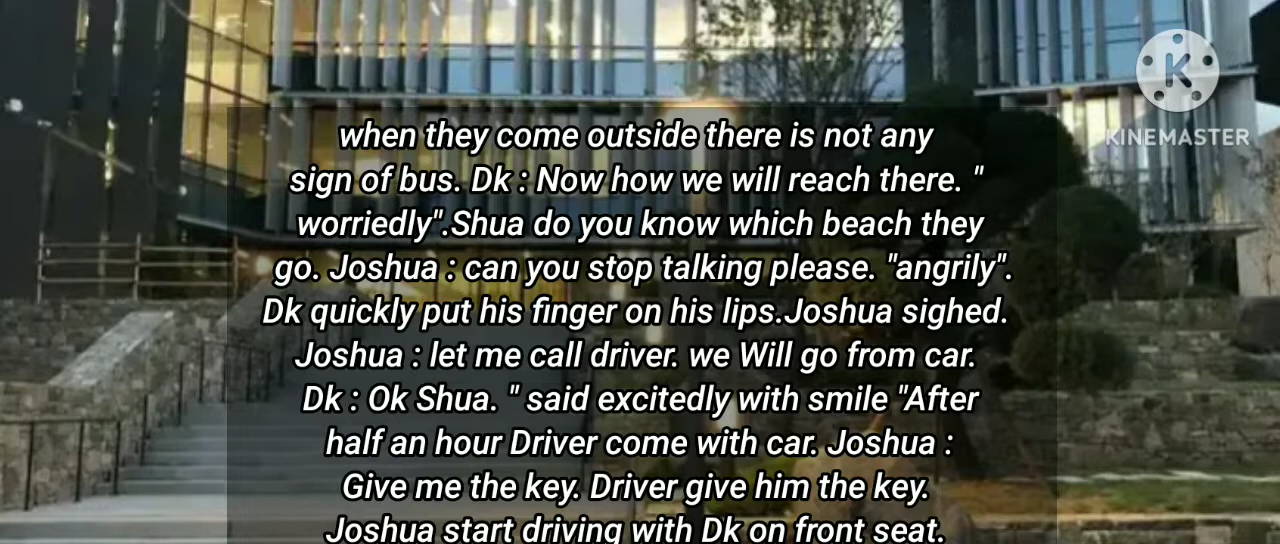 K
KINEMASTER
when they come outside there is not any
sign of bus. Dk : Now how we will reach there. "
worriedly".Shua do you know which beach they
go. Joshua : can you stop talking please. "angrily".
Dk quickly put his finger on his lips.Joshua sighed.
Joshua : let me call driver. we Will go from car.
Dk : Ok Shua. " said excitedly with smile "After
half an hour Driver come with car. Joshua :
Give me the key. Driver give him the key.
Joshua start driving with Dk on front seat.